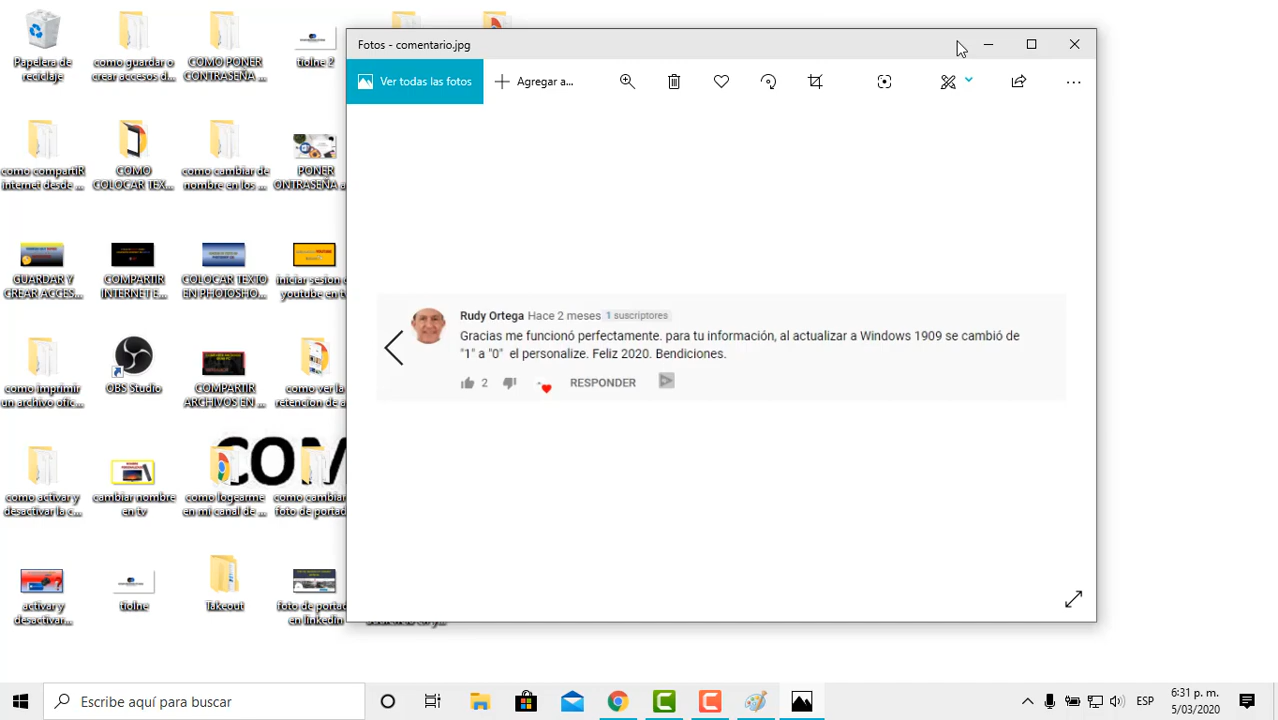 Papelera de
reciclaje
como guardar o
crear accesos d...
COMO PONER
CONTRASEÑA ...
tiolne 2
como compartiR
internet desde ...
COMO
COLOCAR TEX...
como cambiar de
nombre en los ...
PONER
ONTRASEÑA a
GUARDAR Y
CREAR ACCES...
COMPARTIR
INTERNET E...
COLOCAR TEXTO
EN PHOTOSHO...
iniciar sesion
youtube en tv
como imprimir
un archivo ofic...
OBS Studio
COMPARTIR
ARCHIVOS EN ...
como ver la
retencion de a
como activar y
desactivar la c...
cambiar nombre
en tv
como logearme
en mi canal de ...
como cambiar
foto de portad
COM
activar y
desactivar...
tiolne
Takeout
foto de portad
en linkedin
Fotos - comentario.jpg
Ver todas las fotos
Agregar a...
Rudy Ortega Hace 2 meses 1 suscriptores
Gracias me funcionó perfectamente. para tu información, al actualizar a Windows 1909 se cambió de
"1" a "0" el personalize. Feliz 2020. Bendiciones.
2 RESPONDER
Escribe aquí para buscar
ESP
6:31 p. m.
5/03/2020